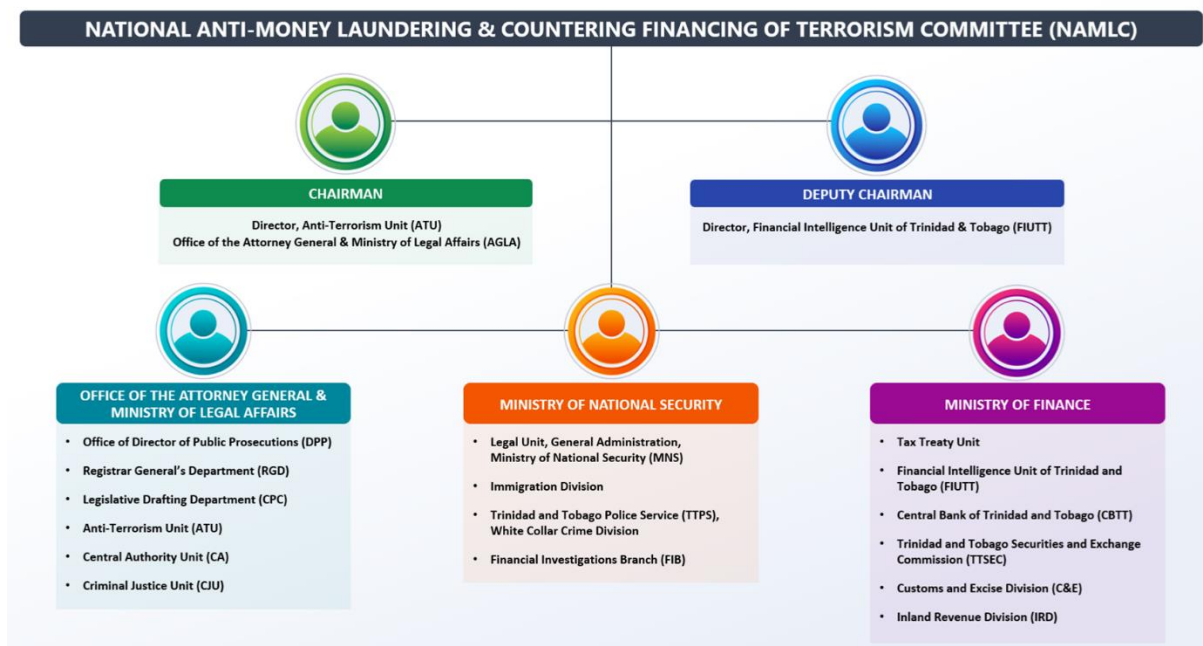 NATIONAL ANTI-MONEY LAUNDERING & COUNTERING FINANCING OF TERRORISM COMMITTEE (NAMLC)
CHAIRMAN
Director, Anti-Terrorism Unit (ATU)
Office of the Attorney General & Ministry of Legal Affairs (AGLA)
DEPUTY CHAIRMAN
Director, Financial Intelligence Unit of Trinidad & Tobago (FIUTT)
OFFICE OF THE ATTORNEY GENERAL &
MINISTRY OF LEGAL AFFAIRS
• Office of Director of Public Prosecutions (DPP)
• Registrar General's Department (RGD)
• Legislative Drafting Department (CPC)
• Anti-Terrorism Unit (ATU)
• Central Authority Unit (CA)
• Criminal Justice Unit (CJU)
MINISTRY OF NATIONAL SECURITY
• Legal Unit, General Administration,
Ministry of National Security (MNS)
• Immigration Division
• Trinidad and Tobago Police Service (TTPS),
White Collar Crime Division
• Financial Investigations Branch (FIB)
MINISTRY OF FINANCE
• Tax Treaty Unit
• Financial Intelligence Unit of Trinidad and
Tobago (FIUTT)
• Central Bank of Trinidad and Tobago (CBTT)
• Trinidad and Tobago Securities and Exchange
Commission (TTSEC)
• Customs and Excise Division (C&E)
• Inland Revenue Division (IRD)